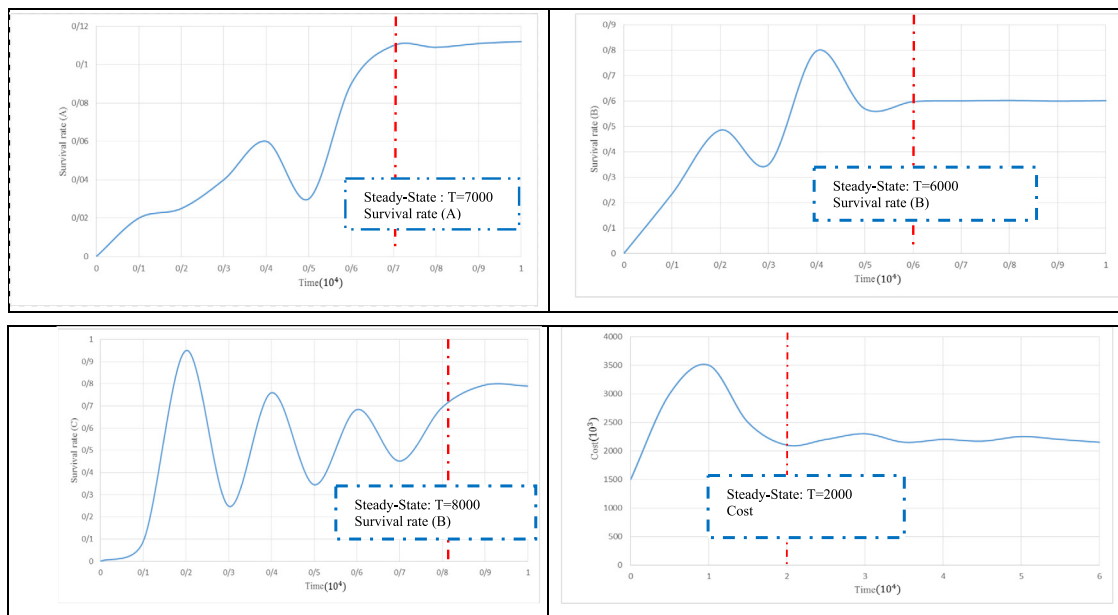 0/12
0/1
0/08
0/06
0/04
0/02
0
Survival rate (A)
0 0/1 0/2 0/3 0/4 0/5 0/6 0/7 0/8 0/9 1
Time(10⁴)
Steady-State : T=7000
Survival rate (A)
0/9
0/8
0/7
0/6
0/5
0/4
0/3
0/2
0/1
0
Survival rate (B)
0 0/1 0/2 0/3 0/4 0/5 0/6 0/7 0/8 0/9 1
Time(10⁴)
Steady-State: T=6000
Survival rate (B)
1
0/9
0/8
0/7
0/6
0/5
0/4
0/3
0/2
0/1
0
Survival rate (C)
0 0/1 0/2 0/3 0/4 0/5 0/6 0/7 0/8 0/9 1
Time(10⁴)
Steady-State: T=8000
Survival rate (B)
4000
3500
3000
2500
2000
1500
1000
500
0
Cost(10³)
0 1 2 3 4 5 6
Time(10⁴)
Steady-State: T=2000
Cost